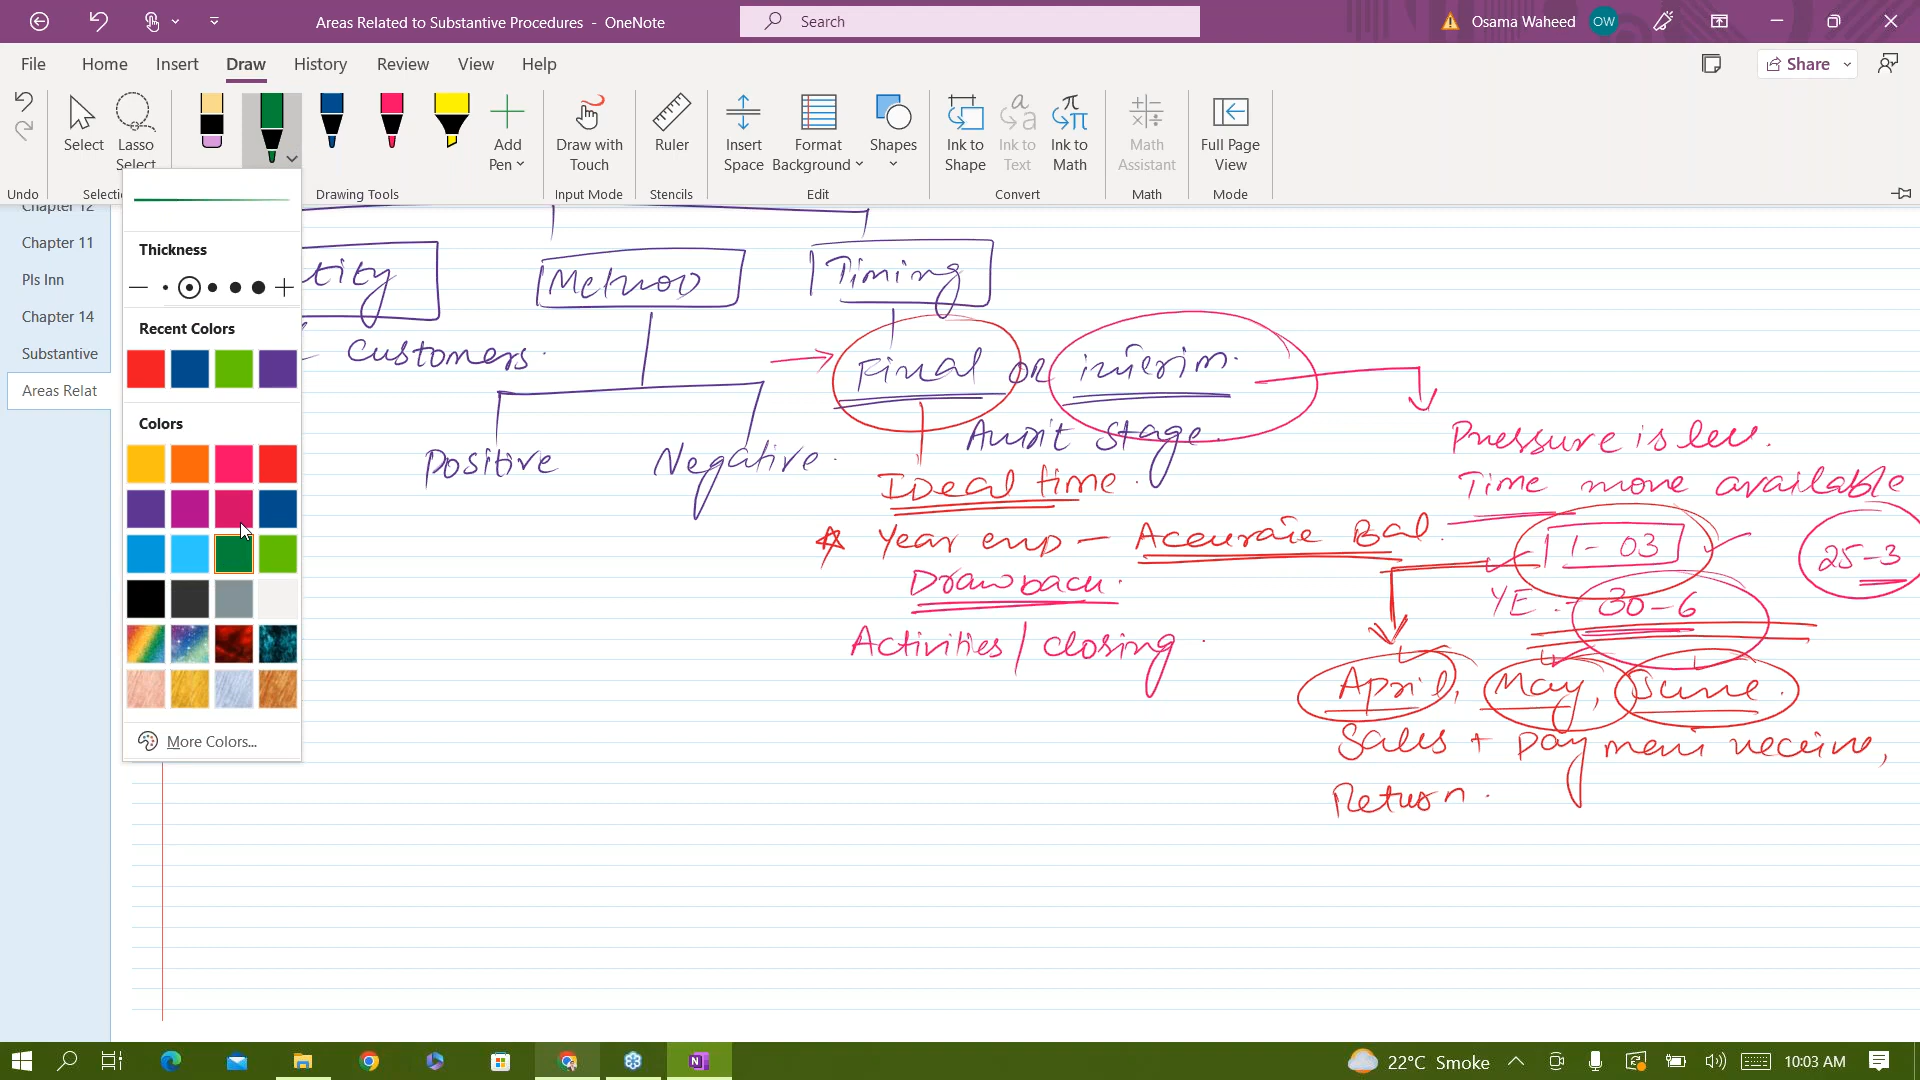 Areas Related to Substantive Procedures - OneNote
Search
Osama Waheed
OW
File
Home
Insert
Draw
History
Review
View
Help
Share
Select
Lasso Select
Add Pen
Draw with Touch
Ruler
Insert Space
Format Background
Shapes
Ink to Shape
Ink to Text
Ink to Math
Math Assistant
Full Page View
Undo
Drawing Tools
Input Mode
Stencils
Edit
Convert
Math
Mode
Chapter 12
Chapter 11
PIs Inn
Chapter 14
Substantive
Areas Relat
Thickness
Recent Colors
Colors
More Colors...
tity
Method
Timing
- Customers.
Final OR interim.
Audit stage.
Positive
Negative.
Ideal time.
* Year end - Accurate Bal.
Drawback.
Activities / closing.
Pressure is less.
Time more available
1-03
25-3
YE. - 30-6
April, May, June.
Sales + payment receive,
Return.
22°C Smoke
10:03 AM